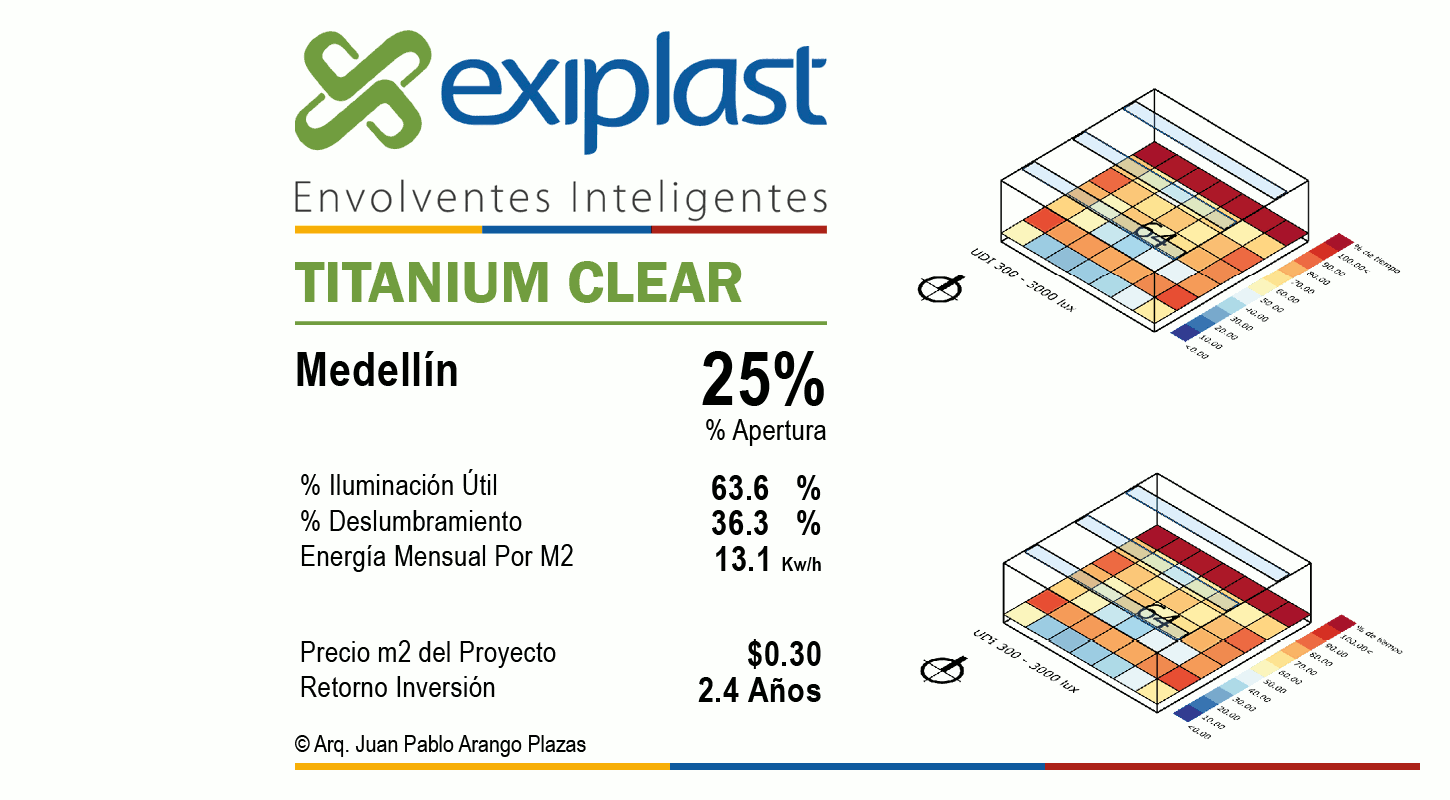 exiplast
Envolventes Inteligentes
TITANIUM CLEAR
Medellín
25%
% Apertura
% Iluminación Útil 63.6 %
% Deslumbramiento 36.3 %
Energía Mensual Por M2 13.1 Kw/h
Precio m2 del Proyecto $0.30
Retorno Inversión 2.4 Años
© Arq. Juan Pablo Arango Plazas
64
UDI 300 - 3000 lux
% de tiempo
100.00<
90.00
80.00
70.00
60.00
50.00
40.00
30.00
20.00
10.00
<0.00
64
UDI 300 - 3000 lux
% de tiempo
100.00<
90.00
80.00
70.00
60.00
50.00
40.00
30.00
20.00
10.00
<0.00